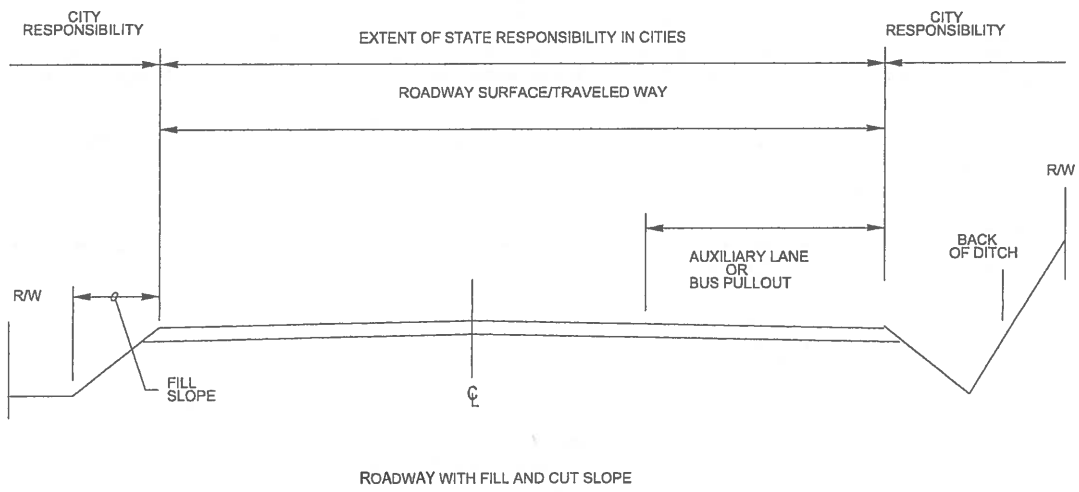 CITY
RESPONSIBILITY
EXTENT OF STATE RESPONSIBILITY IN CITIES
CITY
RESPONSIBILITY
ROADWAY SURFACE/TRAVELED WAY
R/W
AUXILIARY LANE
OR
BUS PULLOUT
BACK
OF DITCH
R/W
FILL
SLOPE
℄
ROADWAY WITH FILL AND CUT SLOPE